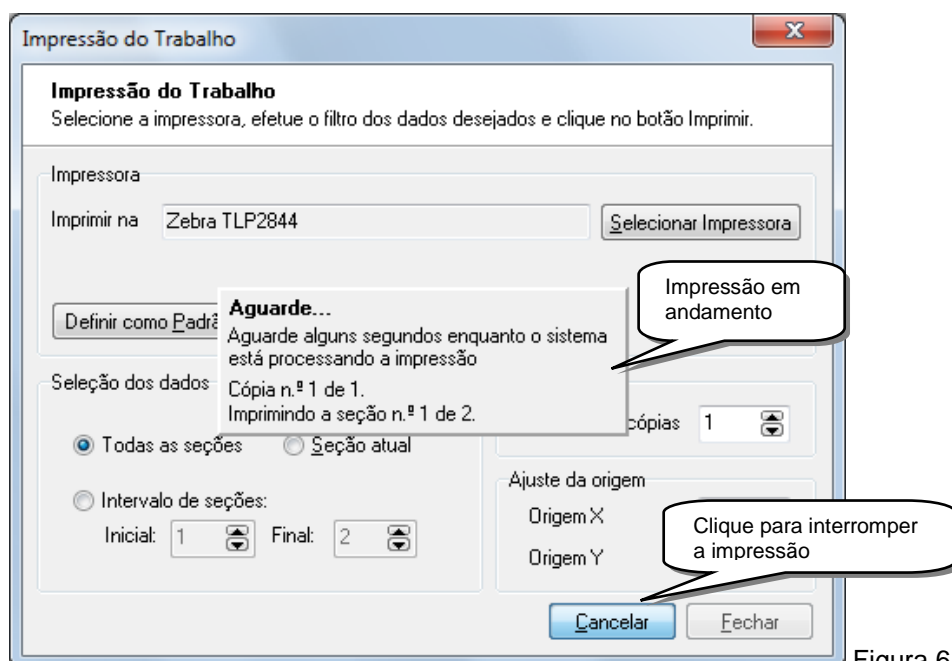 Impressão do Trabalho
Impressão do Trabalho
Selecione a impressora, efetue o filtro dos dados desejados e clique no botão Imprimir.
Impressora
Imprimir na Zebra TLP2844 Selecionar Impressora
Impressão em
andamento
Definir como Padrã
Aguarde...
Aguarde alguns segundos enquanto o sistema
está processando a impressão
Cópia n.º 1 de 1.
Imprimindo a seção n.º 1 de 2.
Seleção dos dados
Todas as seções Seção atual
Intervalo de seções:
Inicial: 1 Final: 2
cópias 1
Ajuste da origem
Origem X
Origem Y
Clique para interromper
a impressão
Cancelar Fechar
Figura 6